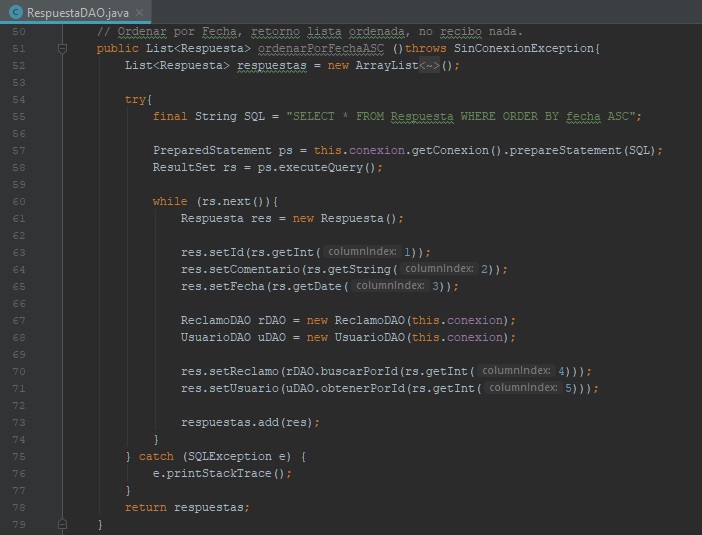 RespuestaDAO.java ×
50 // Ordenar por Fecha, retorno lista ordenada, no recibo nada.
51 public List<Respuesta> ordenarPorFechaASC ()throws SinConexionException{
52 List<Respuesta> respuestas = new ArrayList<~>();
53
54 try{
55 final String SQL = "SELECT * FROM Respuesta WHERE ORDER BY fecha ASC";
56
57 PreparedStatement ps = this.conexion.getConexion().prepareStatement(SQL);
58 ResultSet rs = ps.executeQuery();
59
60 while (rs.next()){
61 Respuesta res = new Respuesta();
62
63 res.setId(rs.getInt( columnIndex: 1));
64 res.setComentario(rs.getString( columnIndex: 2));
65 res.setFecha(rs.getDate( columnIndex: 3));
66
67 ReclamoDAO rDAO = new ReclamoDAO(this.conexion);
68 UsuarioDAO uDAO = new UsuarioDAO(this.conexion);
69
70 res.setReclamo(rDAO.buscarPorId(rs.getInt( columnIndex: 4)));
71 res.setUsuario(uDAO.obtenerPorId(rs.getInt( columnIndex: 5)));
72
73 respuestas.add(res);
74 }
75 } catch (SQLException e) {
76 e.printStackTrace();
77 }
78 return respuestas;
79 }